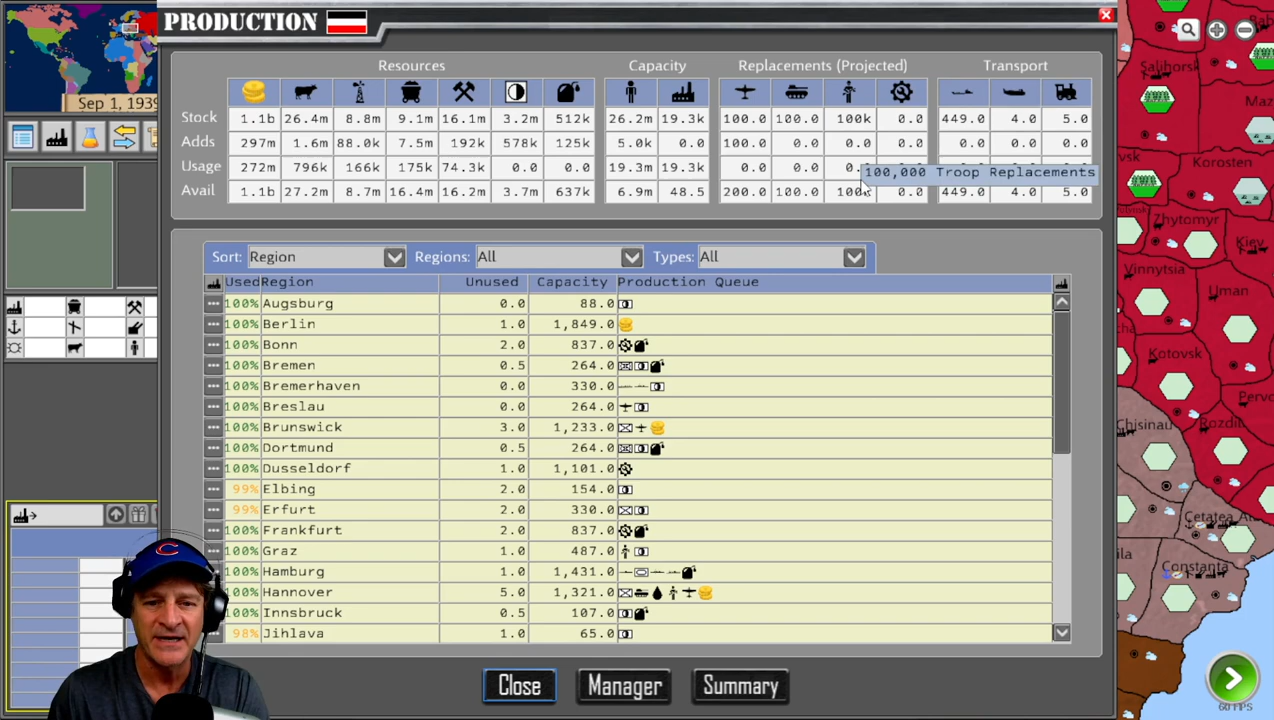 PRODUCTION
Sep 1, 1939
Resources Capacity Replacements (Projected) Transport
Stock 1.1b 26.4m 8.8m 9.1m 16.1m 3.2m 512k 26.2m 19.3k 100.0 100.0 100k 0.0 449.0 4.0 5.0
Adds 297m 1.6m 88.0k 7.5m 192k 578k 125k 5.0k 0.0 100.0 0.0 0.0 0.0 0.0 0.0 0.0
Usage 272m 796k 166k 175k 74.3k 0.0 0.0 19.3m 19.3k 0.0 0.0 0.
100,000 Troop Replacements
Avail 1.1b 27.2m 8.7m 16.4m 16.2m 3.7m 637k 6.9m 48.5 200.0 100.0 100k 0.0 449.0 4.0 5.0
Sort: Region Regions: All Types: All
Used Region Unused Capacity Production Queue
100% Augsburg 0.0 88.0
100% Berlin 1.0 1,849.0
100% Bonn 2.0 837.0
100% Bremen 0.5 264.0
100% Bremerhaven 0.0 330.0
100% Breslau 0.0 264.0
100% Brunswick 3.0 1,233.0
100% Dortmund 0.5 264.0
100% Dusseldorf 1.0 1,101.0
99% Elbing 2.0 154.0
99% Erfurt 2.0 330.0
100% Frankfurt 2.0 837.0
100% Graz 1.0 487.0
100% Hamburg 1.0 1,431.0
100% Hannover 5.0 1,321.0
100% Innsbruck 0.5 107.0
98% Jihlava 1.0 65.0
Close Manager Summary
Salihorsk
Maz
Korosten
Zhytomyr
Kiev
Vinnytsia
Uman
Kotovsk
Perv
Chisinau
Rozdil
Cetatea Al
Constanta
60 FPS